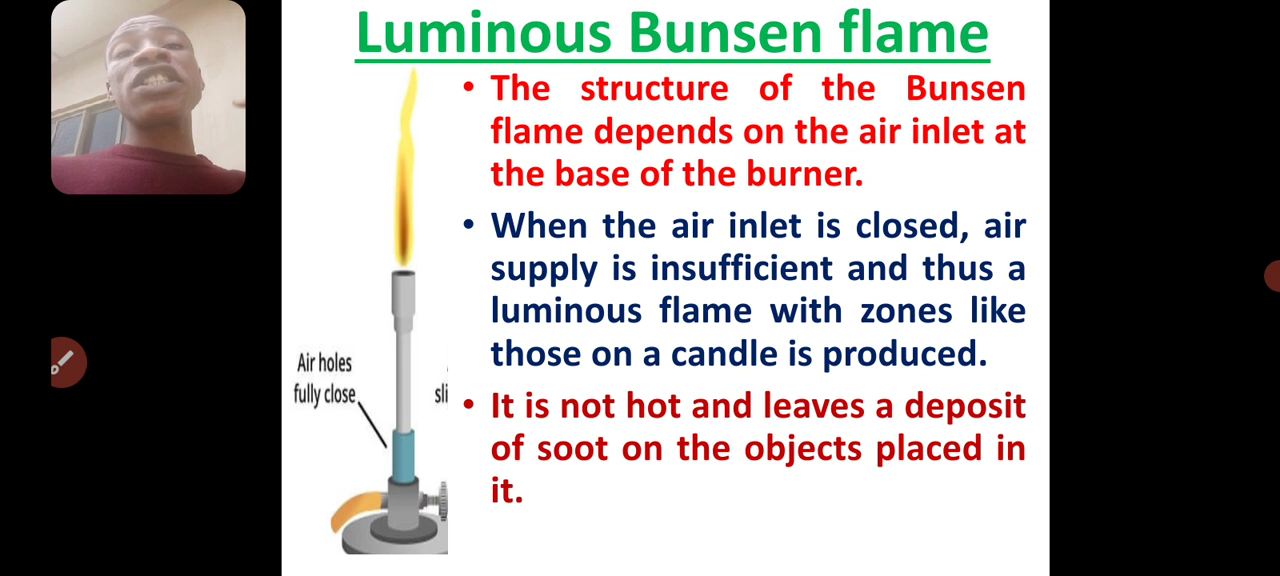 Luminous Bunsen flame
• The structure of the Bunsen
flame depends on the air inlet at
the base of the burner.
• When the air inlet is closed, air
supply is insufficient and thus a
luminous flame with zones like
those on a candle is produced.
Air holes
fully close
sli
• It is not hot and leaves a deposit
of soot on the objects placed in
it.